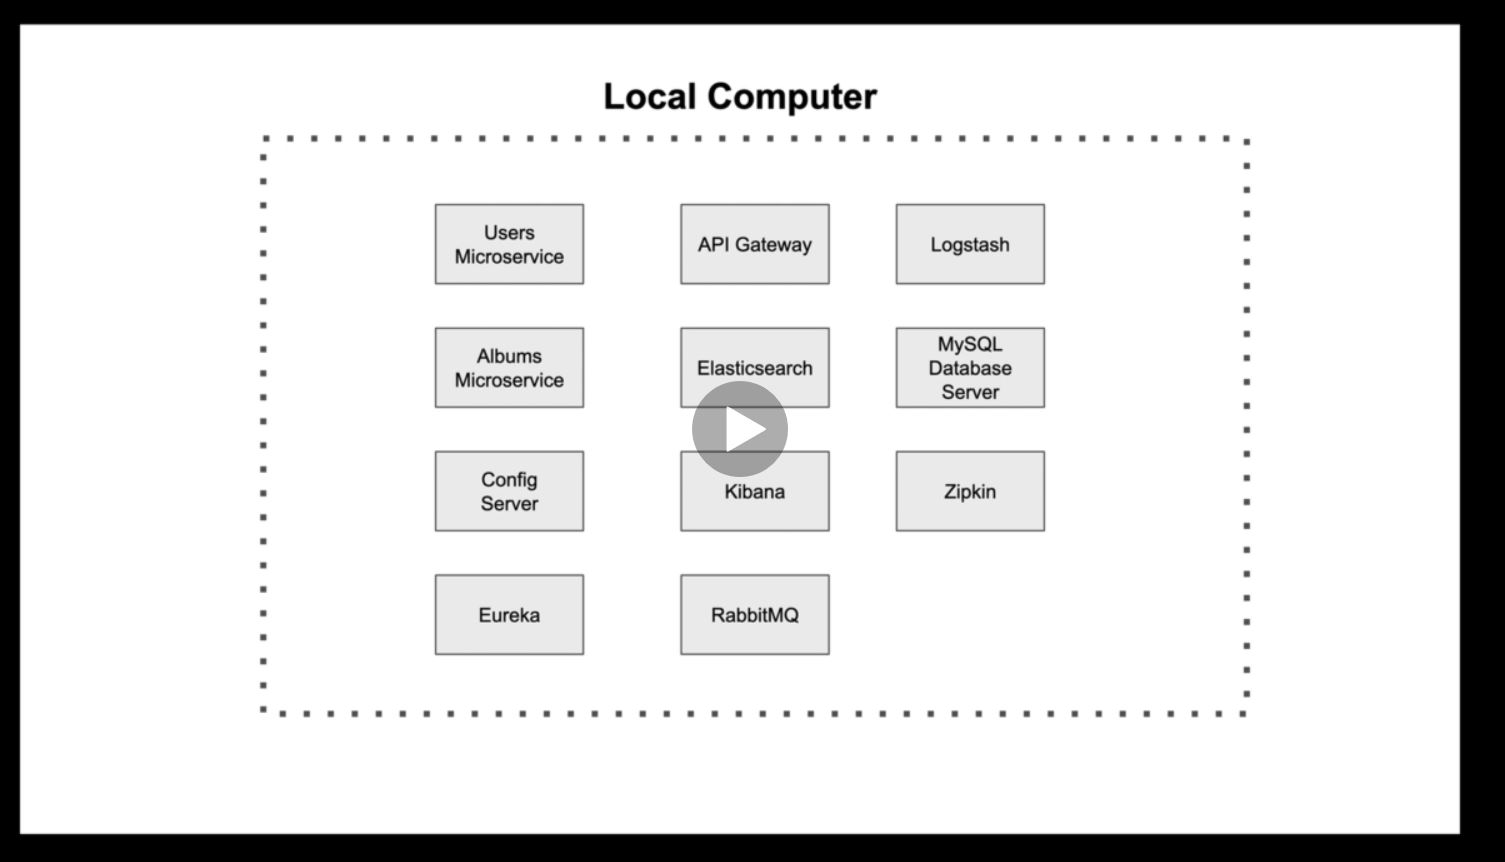 Local Computer
Users
Microservice
API Gateway
Logstash
Albums
Microservice
Elasticsearch
MySQL
Database
Server
Config
Server
Kibana
Zipkin
Eureka
RabbitMQ